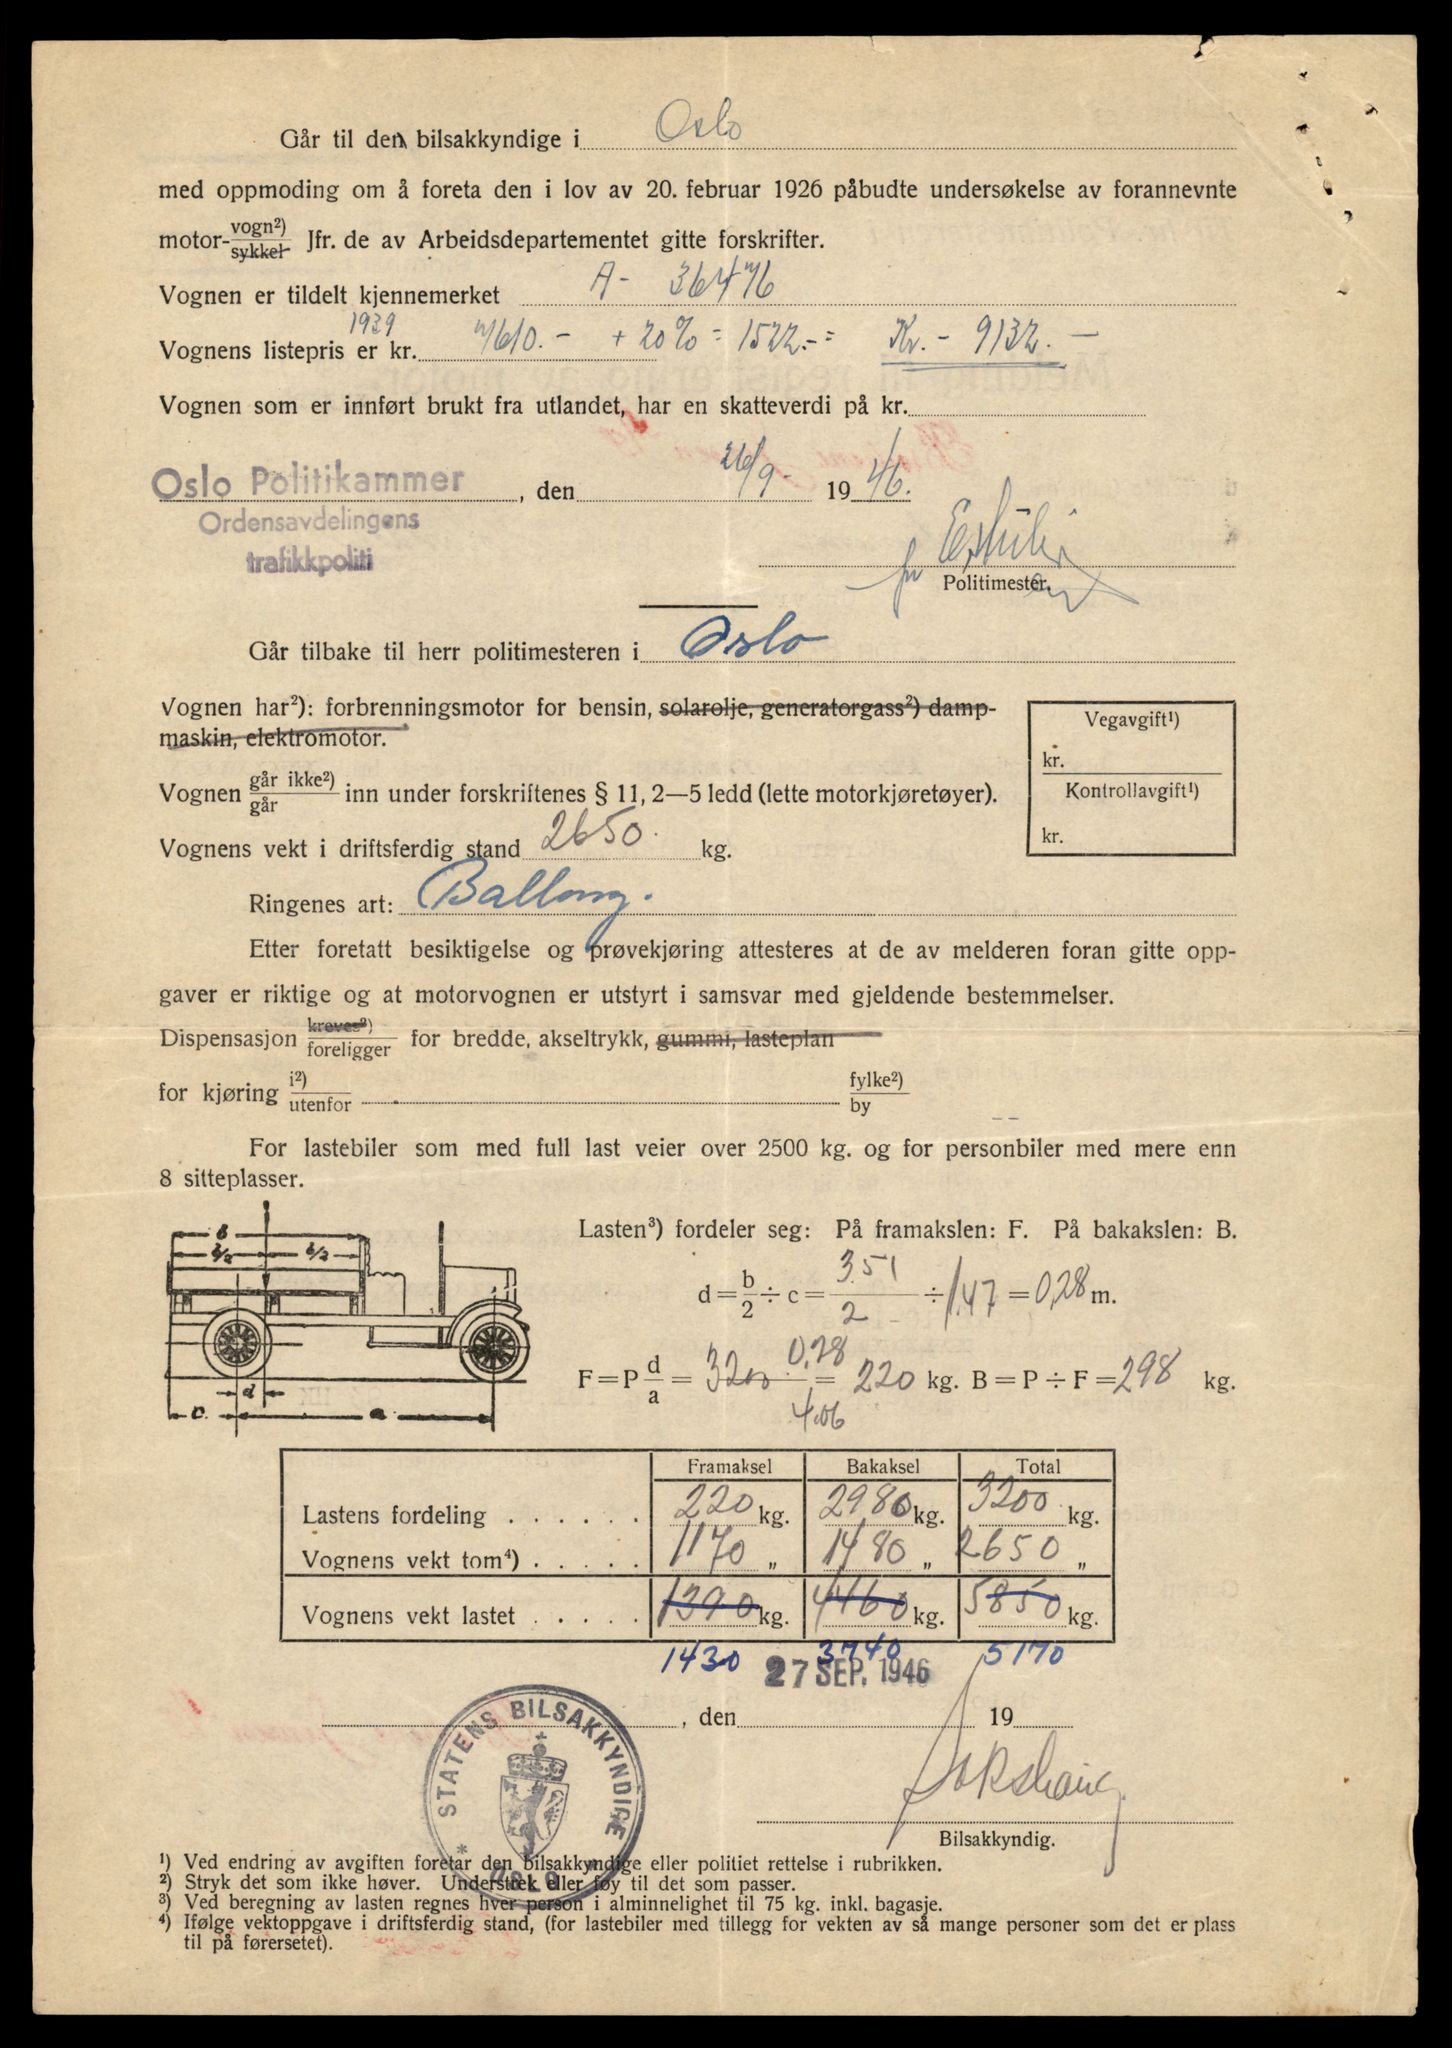 Går til den bilsakkyndige i Oslo
med oppmoding om å foreta den i lov av 20. februar 1926 påbudte undersøkelse av forannevnte
motor- vogn²) / sykkel Jfr. de av Arbeidsdepartementet gitte forskrifter.
Vognen er tildelt kjennemerket A - 36476
1939
Vognens listepris er kr. 7610.- + 20% = 1522.- = Kr. - 9132. -
Vognen som er innført brukt fra utlandet, har en skatteverdi på kr.
Oslo Politikammer, den 26/9- 1946.
Ordensavdelingens
trafikkpoliti
Politimester.
Går tilbake til herr politimesteren i Oslo
Vognen har²): forbrenningsmotor for bensin, solarolje, generatorgass²) damp-
maskin, elektromotor.
Vegavgift¹)
kr.
Kontrollavgift¹)
kr.
Vognen går ikke²) / går inn under forskriftenes § 11, 2—5 ledd (lette motorkjøretøyer).
Vognens vekt i driftsferdig stand 2650. kg.
Ringenes art: Ballong.
Etter foretatt besiktigelse og prøvekjøring attesteres at de av melderen foran gitte opp-
gaver er riktige og at motorvognen er utstyrt i samsvar med gjeldende bestemmelser.
Dispensasjon kreves²) / foreligger for bredde, akseltrykk, gummi, lasteplan
for kjøring i²) / utenfor fylke²) / by
For lastebiler som med full last veier over 2500 kg. og for personbiler med mere enn
8 sitteplasser.
b
b/2 b/2
d
c. a
Lasten³) fordeler seg: På framakslen: F. På bakakslen: B.
d = b/2 ÷ c = 3.51/2 ÷ 1.47 = 0,28 m.
F = P d/a = 3200 0.28/4.06 = 220 kg. B = P ÷ F = 298 kg.
Framaksel Bakaksel Total
Lastens fordeling . . . . . . 220 kg. 2980 kg. 3200 kg.
Vognens vekt tom⁴) . . . . . 1170 „ 1480 „ 2650 „
Vognens vekt lastet . . . . . 1390 kg. 4460 kg. 5850 kg.
1430 3740 5170
27 SEP. 1946
, den 19
STATENS BILSAKKYNDIGE * OSLO *
Bilsakkyndig.
¹) Ved endring av avgiften foretar den bilsakkyndige eller politiet rettelse i rubrikken.
²) Stryk det som ikke høver. Understrek eller føy til det som passer.
³) Ved beregning av lasten regnes hver person i alminnelighet til 75 kg. inkl. bagasje.
⁴) Ifølge vektoppgave i driftsferdig stand, (for lastebiler med tillegg for vekten av så mange personer som det er plass
til på førersetet).